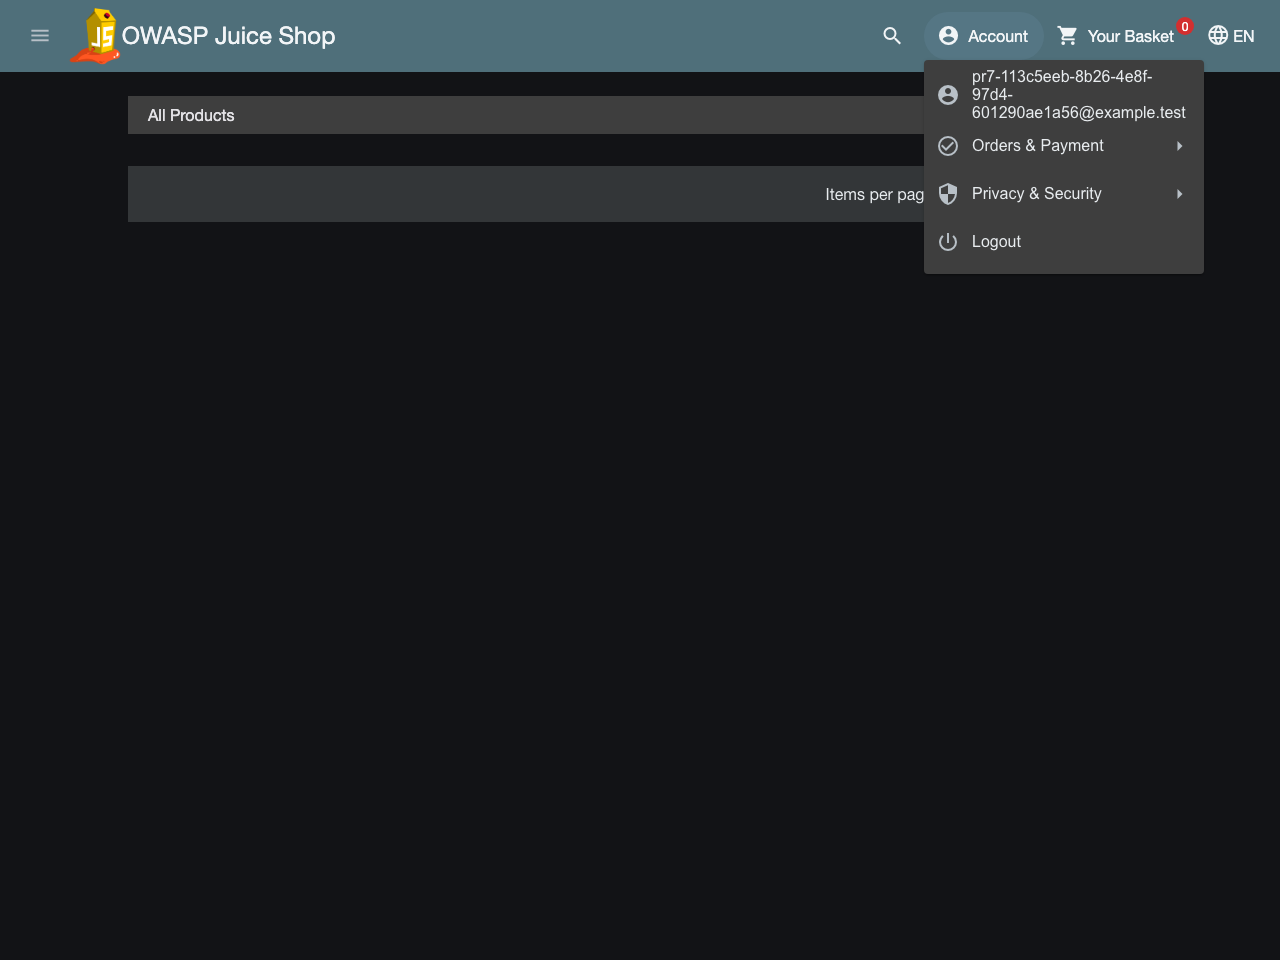 OWASP Juice Shop
Account
Your Basket
0
EN
pr7-113c5eeb-8b26-4e8f-
97d4-
601290ae1a56@example.test
Orders & Payment
Privacy & Security
Logout
All Products
Items per pag